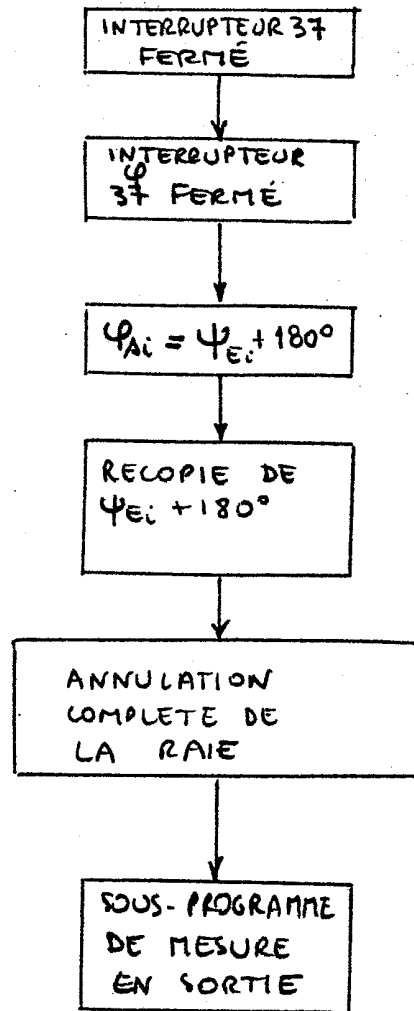 INTERRUPTEUR 37
FERMÉ
INTERRUPTEUR
φ
37 FERMÉ
φAi = ψEi + 180°
RECOPIE DE
ψEi + 180°
ANNULATION
COMPLETE DE
LA RAIE
SOUS-PROGRAMME
DE MESURE
EN SORTIE